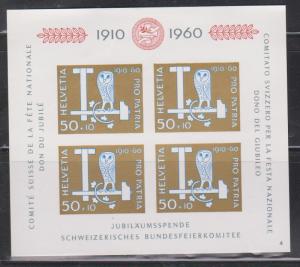 1910 1960
COMITÉ SUISSE DE LA FÊTE NATIONALE
DON DU JUBILÉ
HELVETIA
50+10
1910-60
PRO PATRIA
HELVETIA
50+10
1910-60
PRO PATRIA
HELVETIA
50+10
1910-60
PRO PATRIA
HELVETIA
50+10
1910-60
PRO PATRIA
COMITATO SVIZZERO PER LA FESTA NAZIONALE
DONO DEL GIUBILEO
JUBILÄUMSSPENDE
SCHWEIZERISCHES BUNDESFEIERKOMITEE